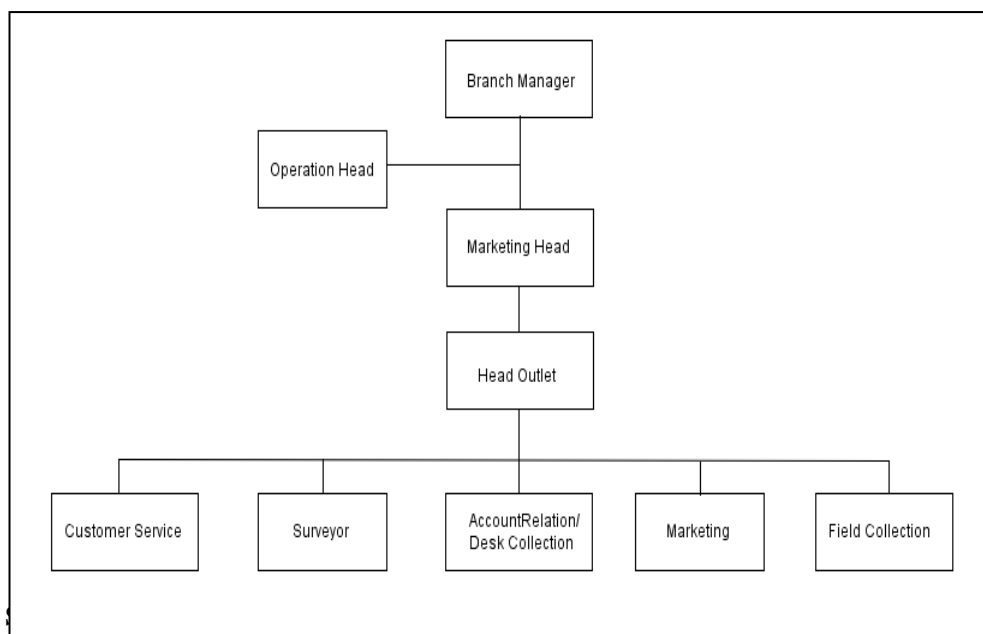 Branch Manager
Operation Head
Marketing Head
Head Outlet
Customer Service
Surveyor
AccountRelation/
Desk Collection
Marketing
Field Collection